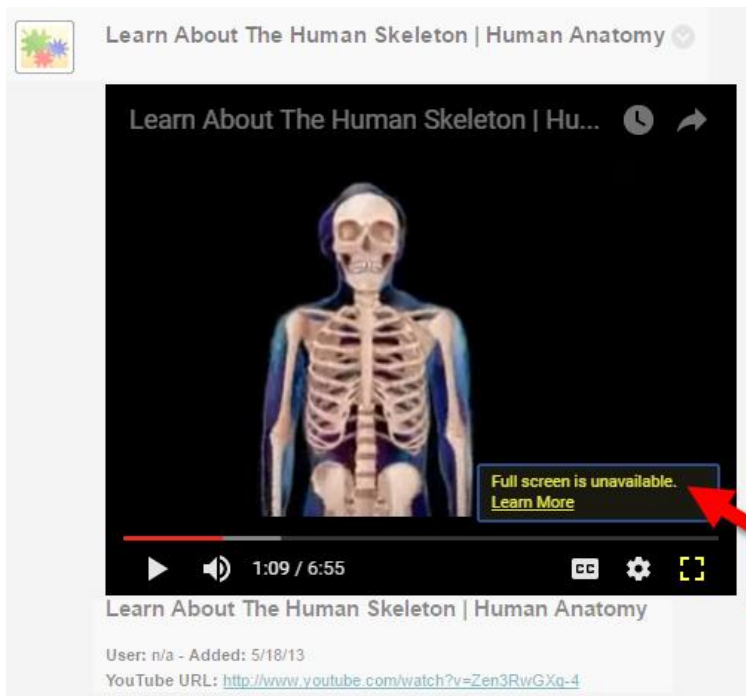 Learn About The Human Skeleton | Human Anatomy
Learn About The Human Skeleton | Hu...
Full screen is unavailable.
Learn More
1:09 / 6:55
CC
Learn About The Human Skeleton | Human Anatomy
User: n/a - Added: 5/18/13
YouTube URL: http://www.youtube.com/watch?v=Zen3RwGXq-4